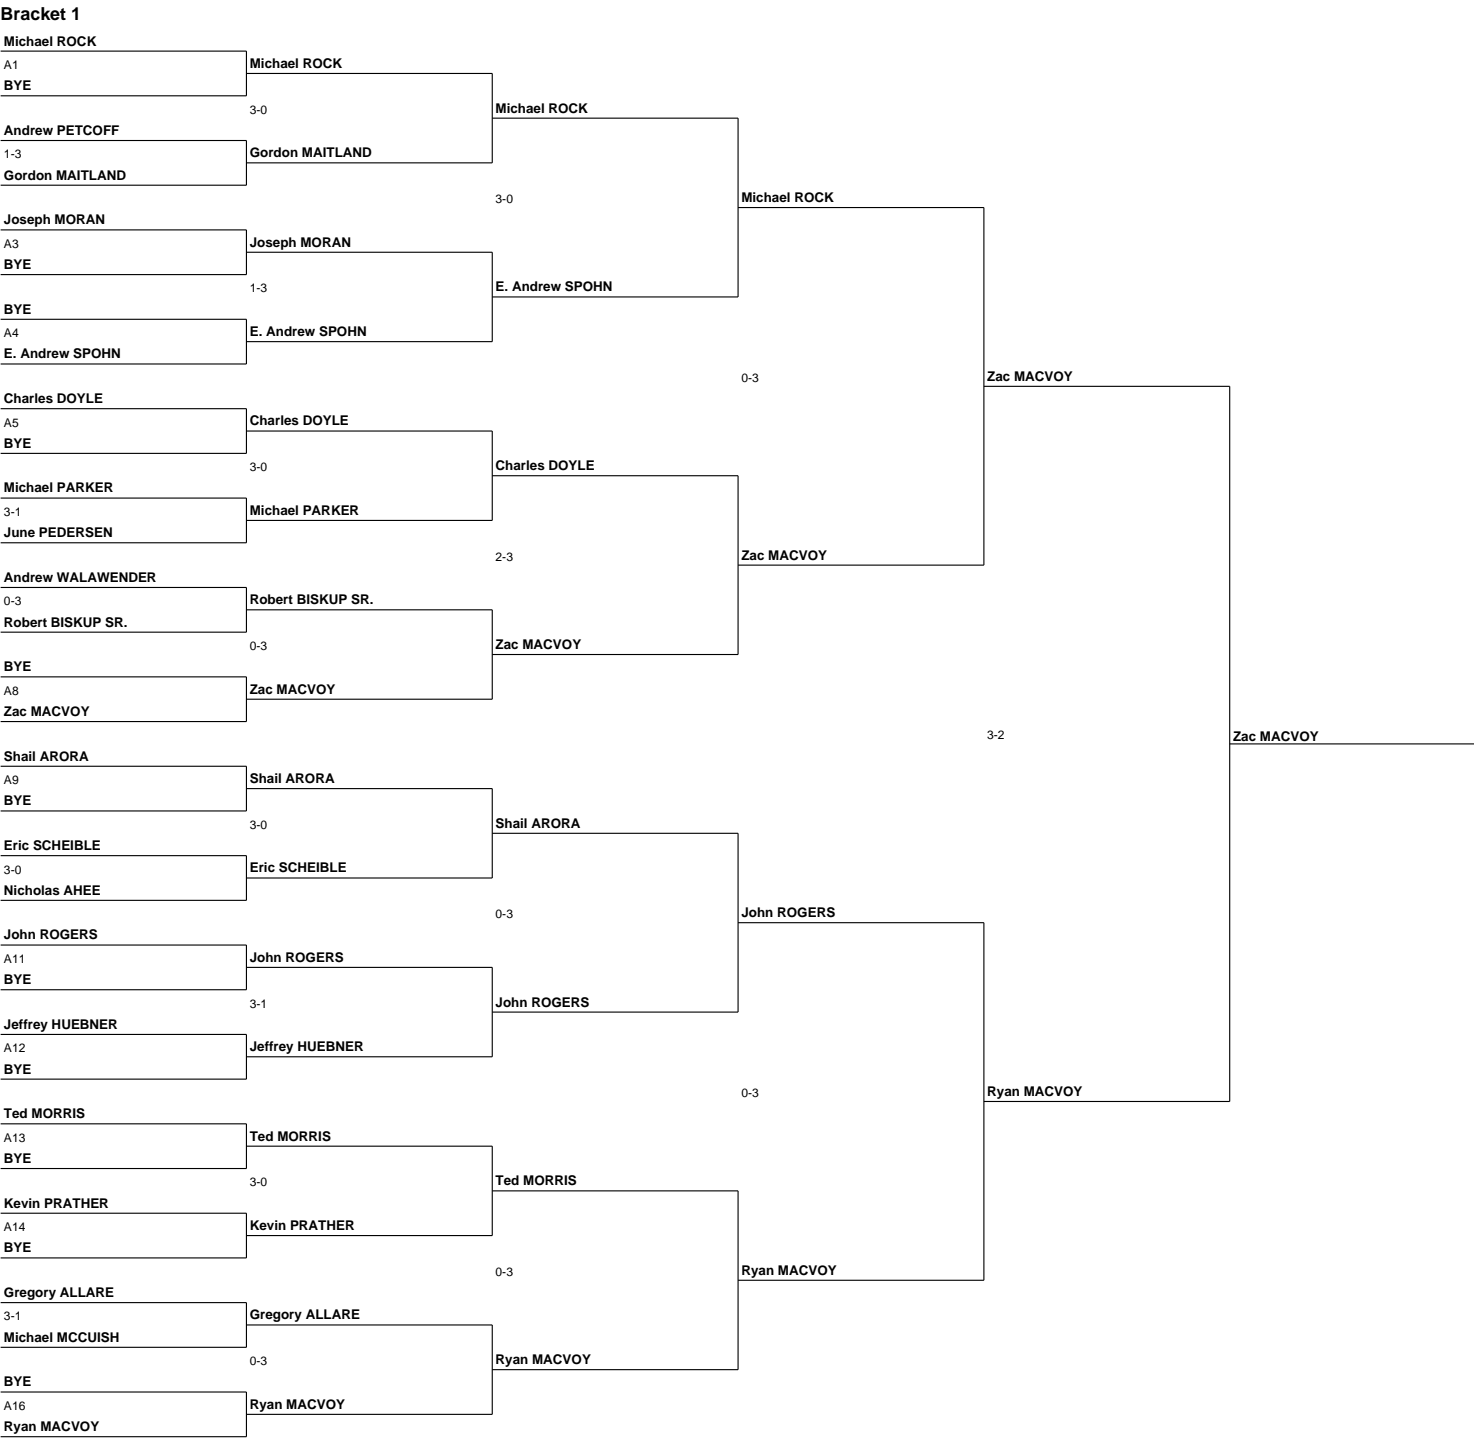 Bracket 1
Michael ROCK
A1
BYE
Andrew PETCOFF
1-3
Gordon MAITLAND
Joseph MORAN
A3
BYE
BYE
A4
E. Andrew SPOHN
Charles DOYLE
A5
BYE
Michael PARKER
3-1
June PEDERSEN
Andrew WALAWENDER
0-3
Robert BISKUP SR.
BYE
A8
Zac MACVOY
Shail ARORA
A9
BYE
Eric SCHEIBLE
3-0
Nicholas AHEE
John ROGERS
A11
BYE
Jeffrey HUEBNER
A12
BYE
Ted MORRIS
A13
BYE
Kevin PRATHER
A14
BYE
Gregory ALLARE
3-1
Michael MCCUISH
BYE
A16
Ryan MACVOY
Michael ROCK
3-0
Gordon MAITLAND
Joseph MORAN
1-3
E. Andrew SPOHN
Charles DOYLE
3-0
Michael PARKER
Robert BISKUP SR.
0-3
Zac MACVOY
Shail ARORA
3-0
Eric SCHEIBLE
John ROGERS
3-1
Jeffrey HUEBNER
Ted MORRIS
3-0
Kevin PRATHER
Gregory ALLARE
0-3
Ryan MACVOY
Michael ROCK
3-0
E. Andrew SPOHN
Charles DOYLE
2-3
Zac MACVOY
Shail ARORA
0-3
John ROGERS
Ted MORRIS
0-3
Ryan MACVOY
Michael ROCK
0-3
Zac MACVOY
John ROGERS
0-3
Ryan MACVOY
Zac MACVOY
3-2
Ryan MACVOY
Zac MACVOY